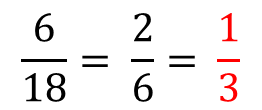 6/18 = 2/6 = 1/3